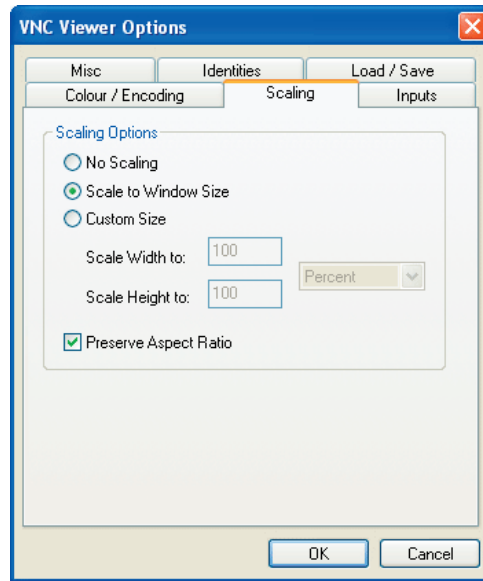 VNC Viewer Options
Misc Identities Load / Save
Colour / Encoding Scaling Inputs
Scaling Options
No Scaling
Scale to Window Size
Custom Size
Scale Width to: 100
Percent
Scale Height to: 100
Preserve Aspect Ratio
OK Cancel